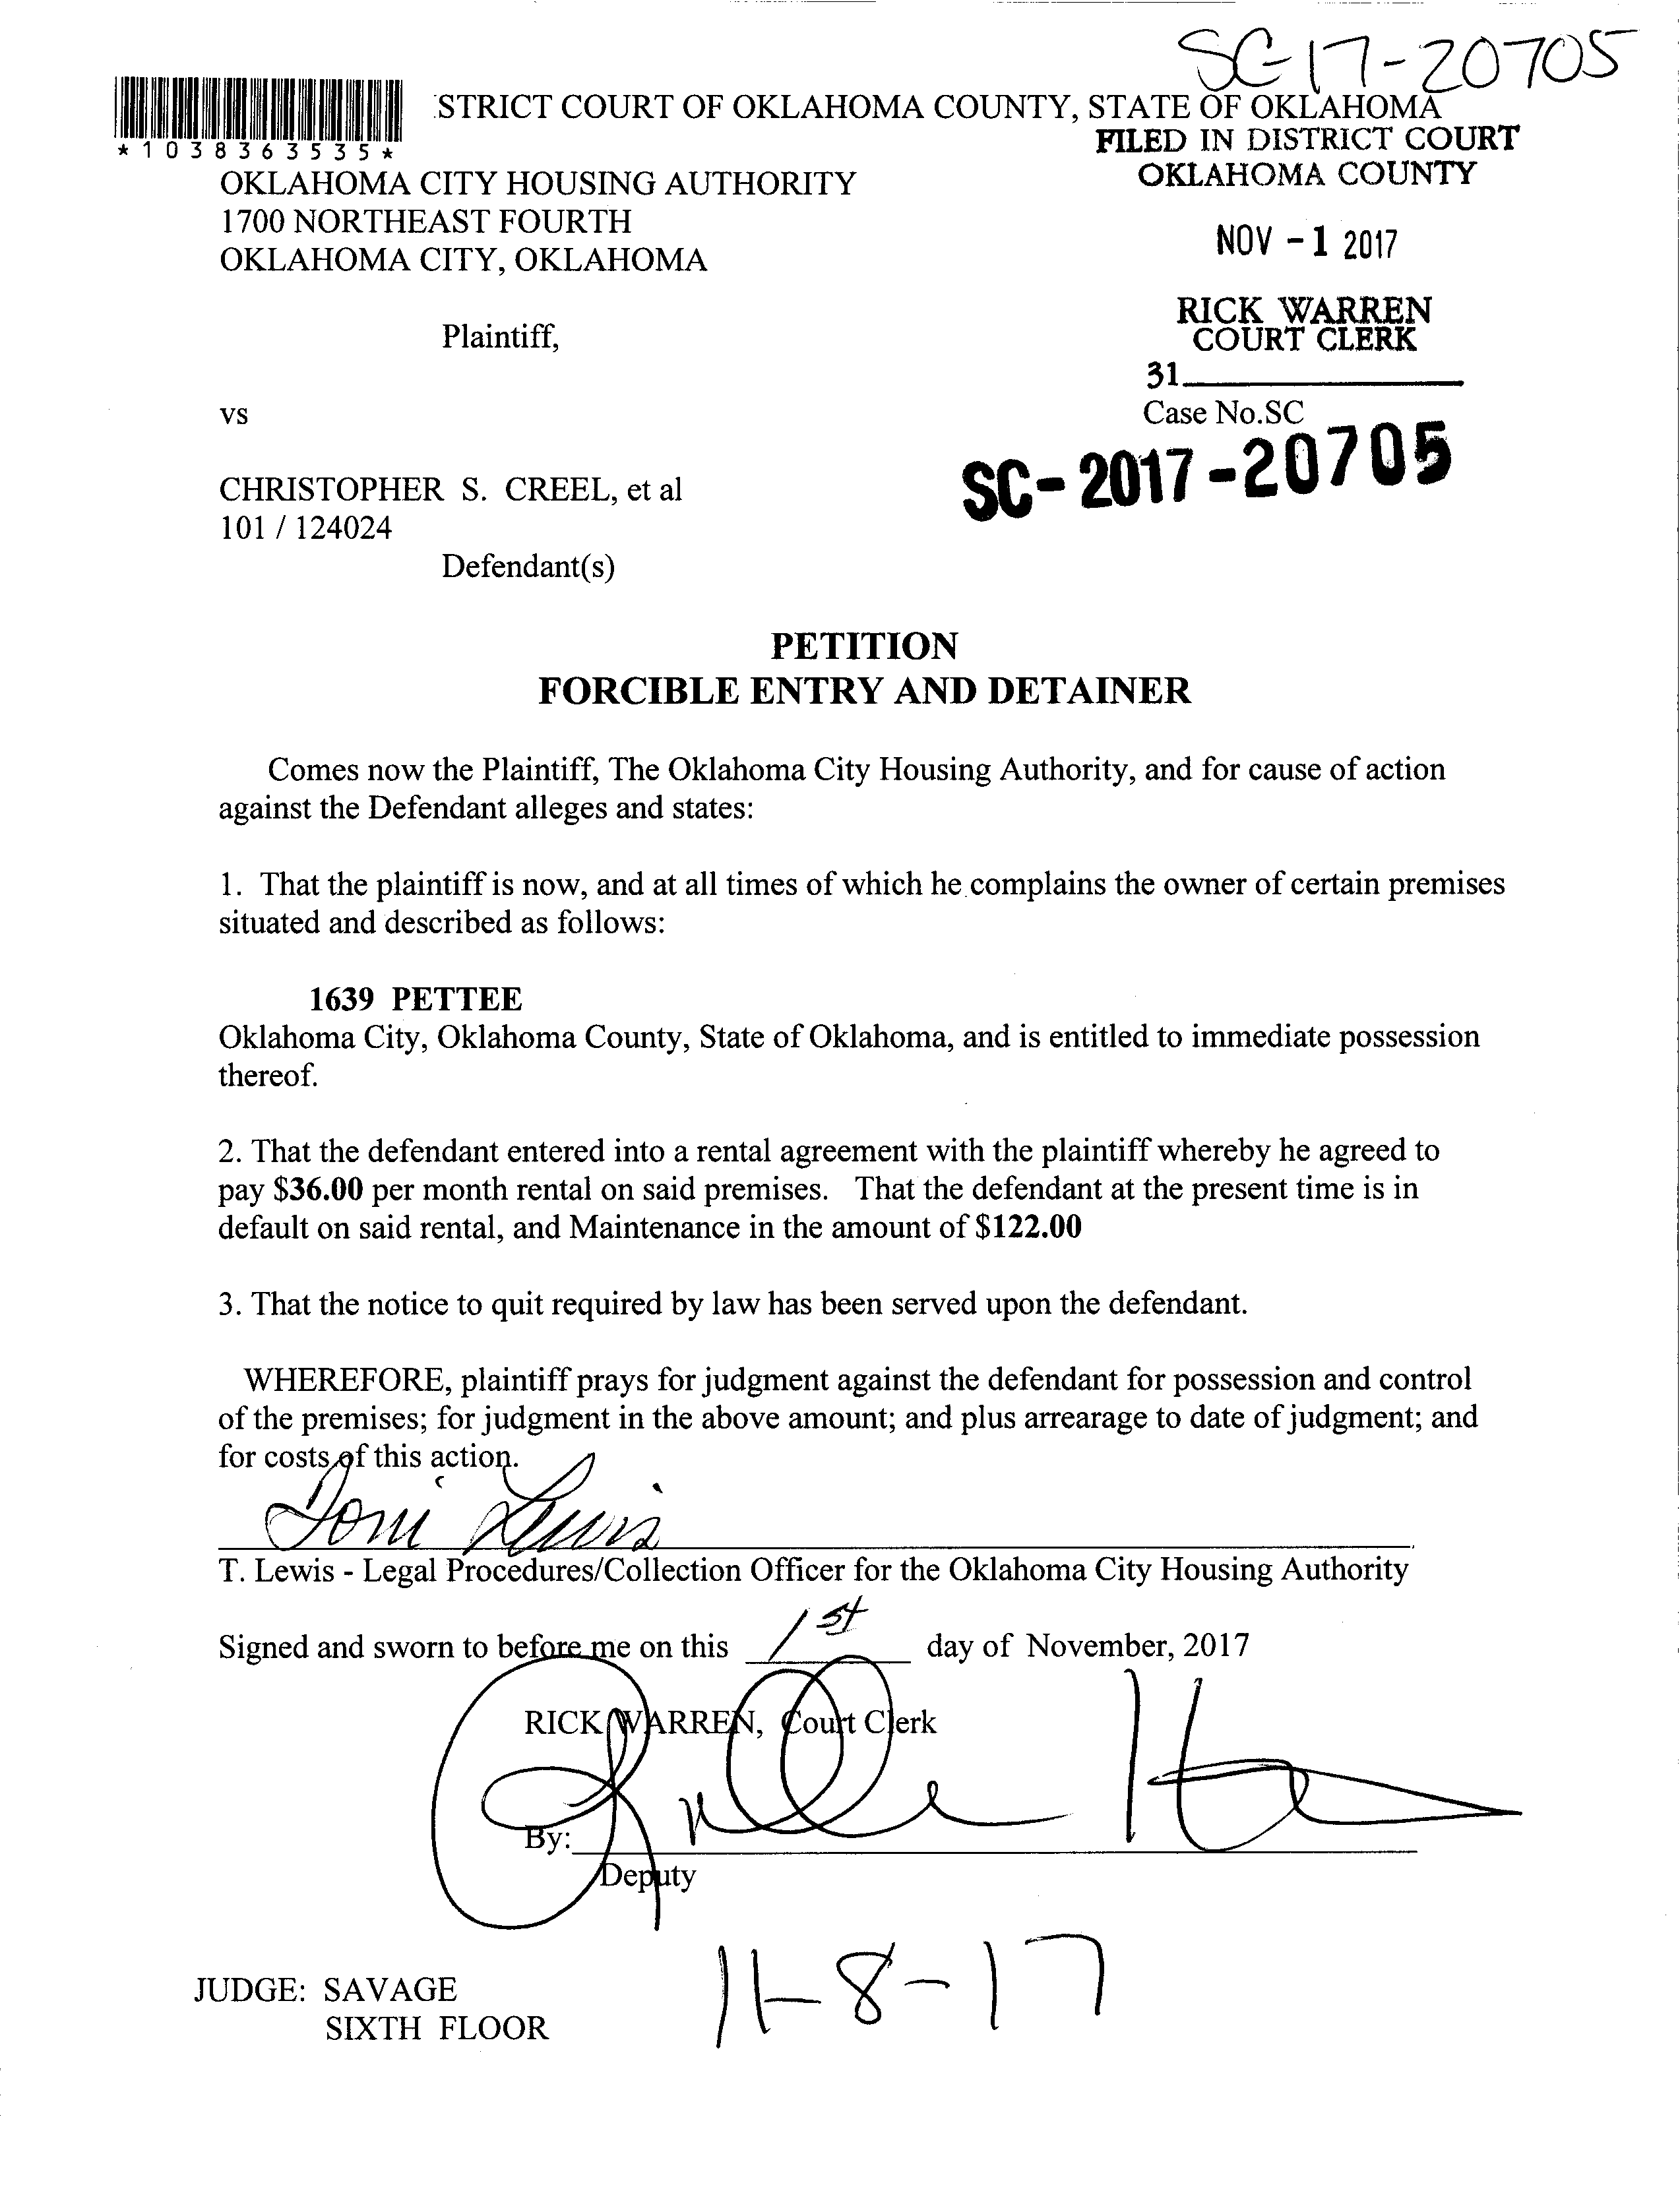 SC-17-20705
STRICT COURT OF OKLAHOMA COUNTY, STATE OF OKLAHOMA
*1038363535*
FILED IN DISTRICT COURT
OKLAHOMA COUNTY
OKLAHOMA CITY HOUSING AUTHORITY
1700 NORTHEAST FOURTH
OKLAHOMA CITY, OKLAHOMA
NOV -1 2017
RICK WARREN
COURT CLERK
Plaintiff,
31
vs
Case No.SC
SC-2017-20705
CHRISTOPHER S. CREEL, et al
101 / 124024
Defendant(s)
PETITION
FORCIBLE ENTRY AND DETAINER
Comes now the Plaintiff, The Oklahoma City Housing Authority, and for cause of action
against the Defendant alleges and states:
1. That the plaintiff is now, and at all times of which he complains the owner of certain premises
situated and described as follows:
1639 PETTEE
Oklahoma City, Oklahoma County, State of Oklahoma, and is entitled to immediate possession
thereof.
2. That the defendant entered into a rental agreement with the plaintiff whereby he agreed to
pay $36.00 per month rental on said premises. That the defendant at the present time is in
default on said rental, and Maintenance in the amount of $122.00
3. That the notice to quit required by law has been served upon the defendant.
WHEREFORE, plaintiff prays for judgment against the defendant for possession and control
of the premises; for judgment in the above amount; and plus arrearage to date of judgment; and
for costs of this action.
Toni Lewis
T. Lewis - Legal Procedures/Collection Officer for the Oklahoma City Housing Authority
Signed and sworn to before me on this 1st day of November, 2017
RICK WARREN, Court Clerk
By:
Deputy
11-8-17
JUDGE: SAVAGE
SIXTH FLOOR